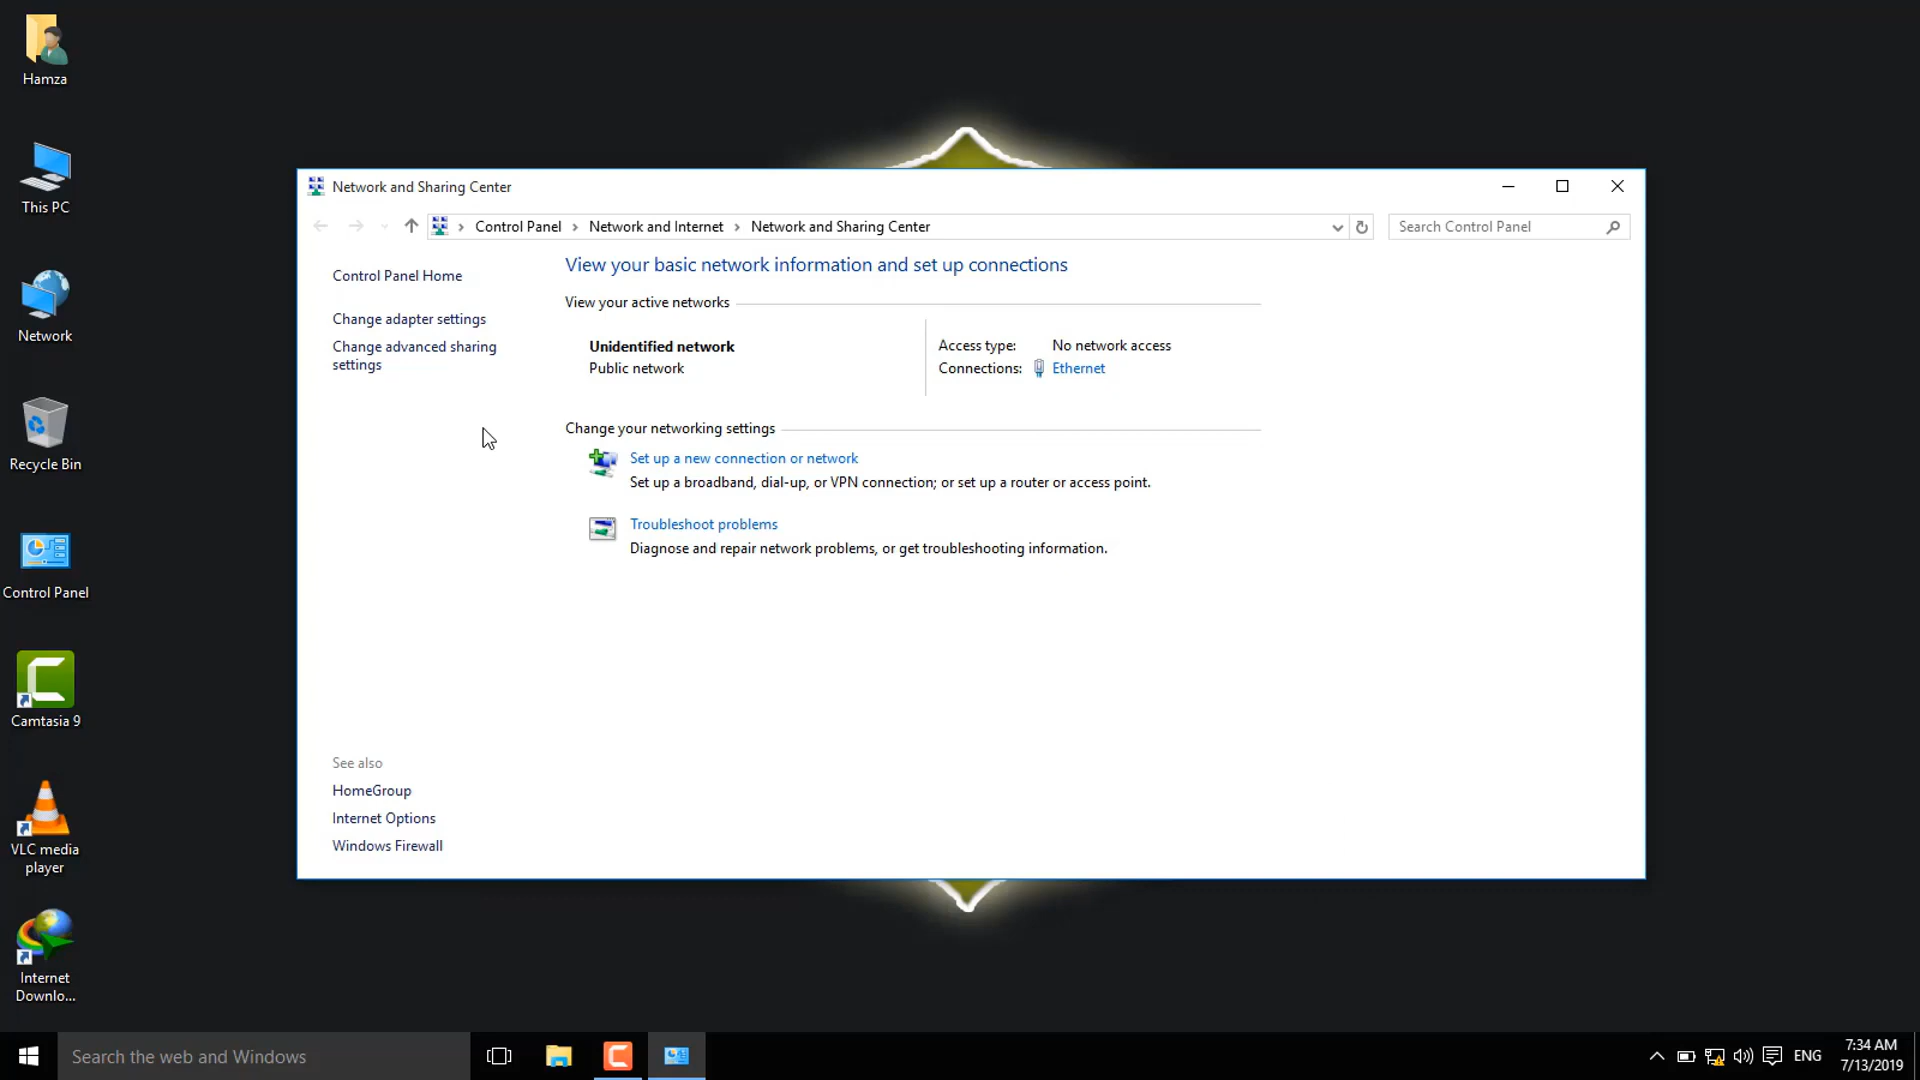 Hamza
This PC
Network
Recycle Bin
Control Panel
Camtasia 9
VLC media
player
Internet
Downlo...
Network and Sharing Center
Control Panel
Network and Internet
Network and Sharing Center
Search Control Panel
Control Panel Home
Change adapter settings
Change advanced sharing
settings
View your basic network information and set up connections
View your active networks
Unidentified network
Public network
Access type: No network access
Connections: Ethernet
Change your networking settings
Set up a new connection or network
Set up a broadband, dial-up, or VPN connection; or set up a router or access point.
Troubleshoot problems
Diagnose and repair network problems, or get troubleshooting information.
See also
HomeGroup
Internet Options
Windows Firewall
Search the web and Windows
ENG
7:34 AM
7/13/2019